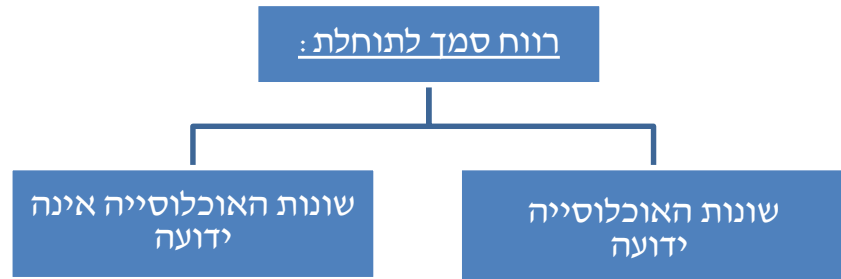 רווח סמך לתוחלת :
שונות האוכלוסייה
ידועה
שונות האוכלוסייה אינה
ידועה